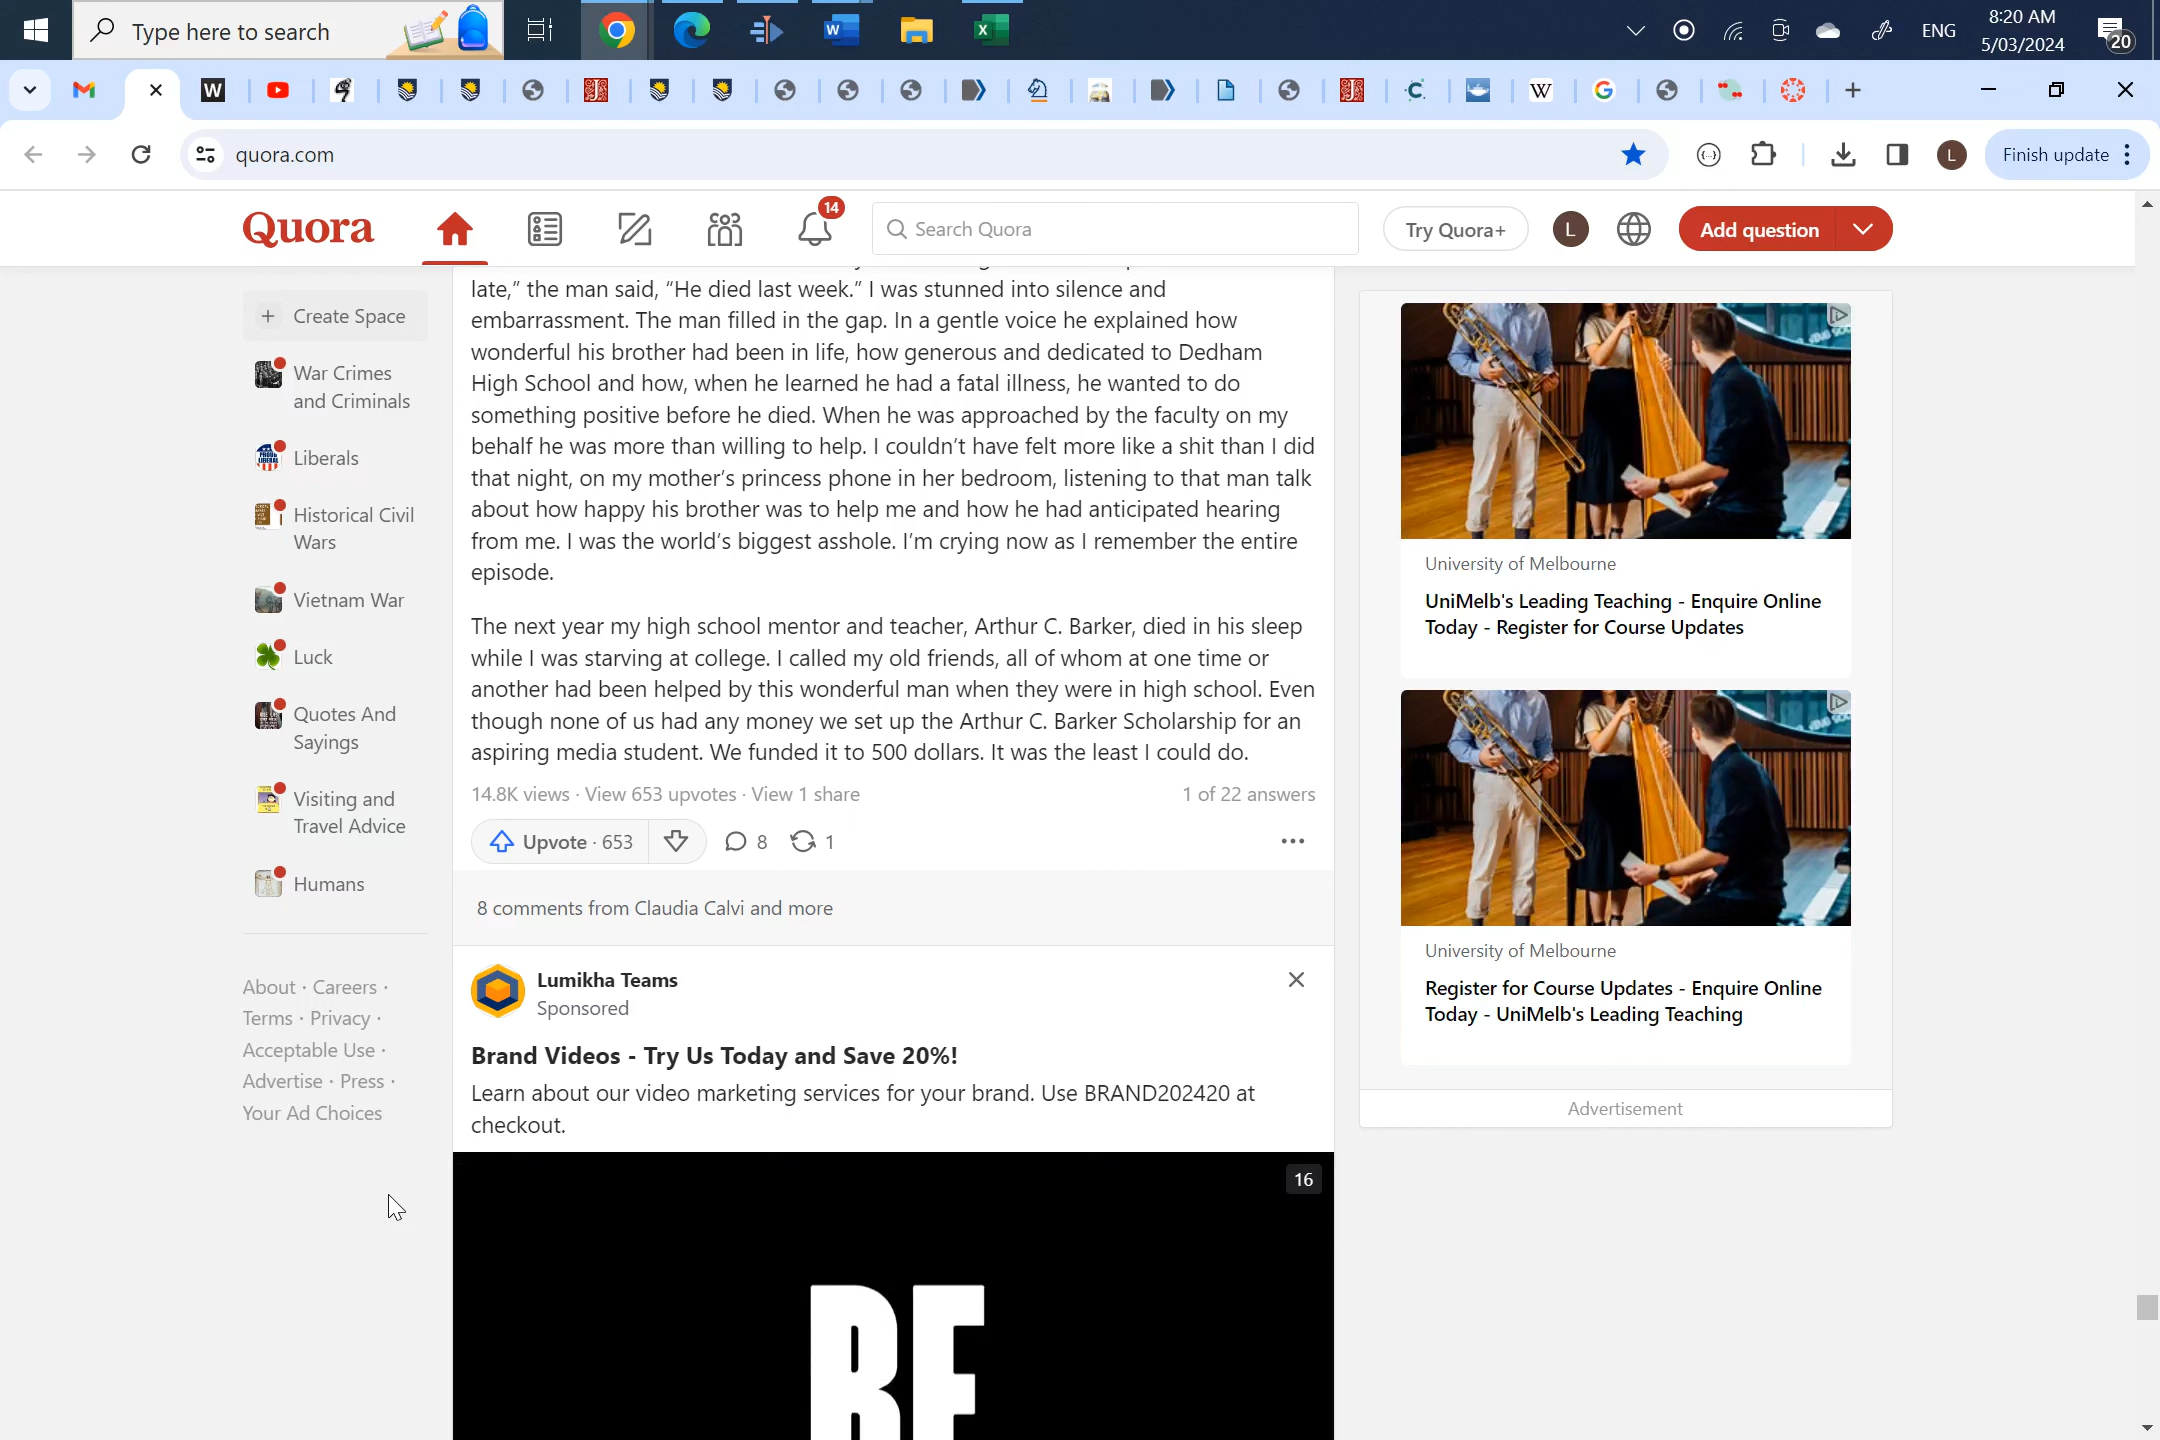 Type here to search
ENG
8:20 AM
5/03/2024
20
quora.com
L
Finish update
Quora
14
Search Quora
Try Quora+
L
Add question
Create Space
War Crimes
and Criminals
Liberals
Historical Civil
Wars
Vietnam War
Luck
Quotes And
Sayings
Visiting and
Travel Advice
Humans
About · Careers ·
Terms · Privacy ·
Acceptable Use ·
Advertise · Press ·
Your Ad Choices
late,” the man said, “He died last week.” I was stunned into silence and
embarrassment. The man filled in the gap. In a gentle voice he explained how
wonderful his brother had been in life, how generous and dedicated to Dedham
High School and how, when he learned he had a fatal illness, he wanted to do
something positive before he died. When he was approached by the faculty on my
behalf he was more than willing to help. I couldn’t have felt more like a shit than I did
that night, on my mother’s princess phone in her bedroom, listening to that man talk
about how happy his brother was to help me and how he had anticipated hearing
from me. I was the world’s biggest asshole. I’m crying now as I remember the entire
episode.
The next year my high school mentor and teacher, Arthur C. Barker, died in his sleep
while I was starving at college. I called my old friends, all of whom at one time or
another had been helped by this wonderful man when they were in high school. Even
though none of us had any money we set up the Arthur C. Barker Scholarship for an
aspiring media student. We funded it to 500 dollars. It was the least I could do.
14.8K views · View 653 upvotes · View 1 share
1 of 22 answers
Upvote · 653
8
1
8 comments from Claudia Calvi and more
Lumikha Teams
Sponsored
Brand Videos - Try Us Today and Save 20%!
Learn about our video marketing services for your brand. Use BRAND202420 at
checkout.
16
BE
University of Melbourne
UniMelb's Leading Teaching - Enquire Online
Today - Register for Course Updates
University of Melbourne
Register for Course Updates - Enquire Online
Today - UniMelb's Leading Teaching
Advertisement